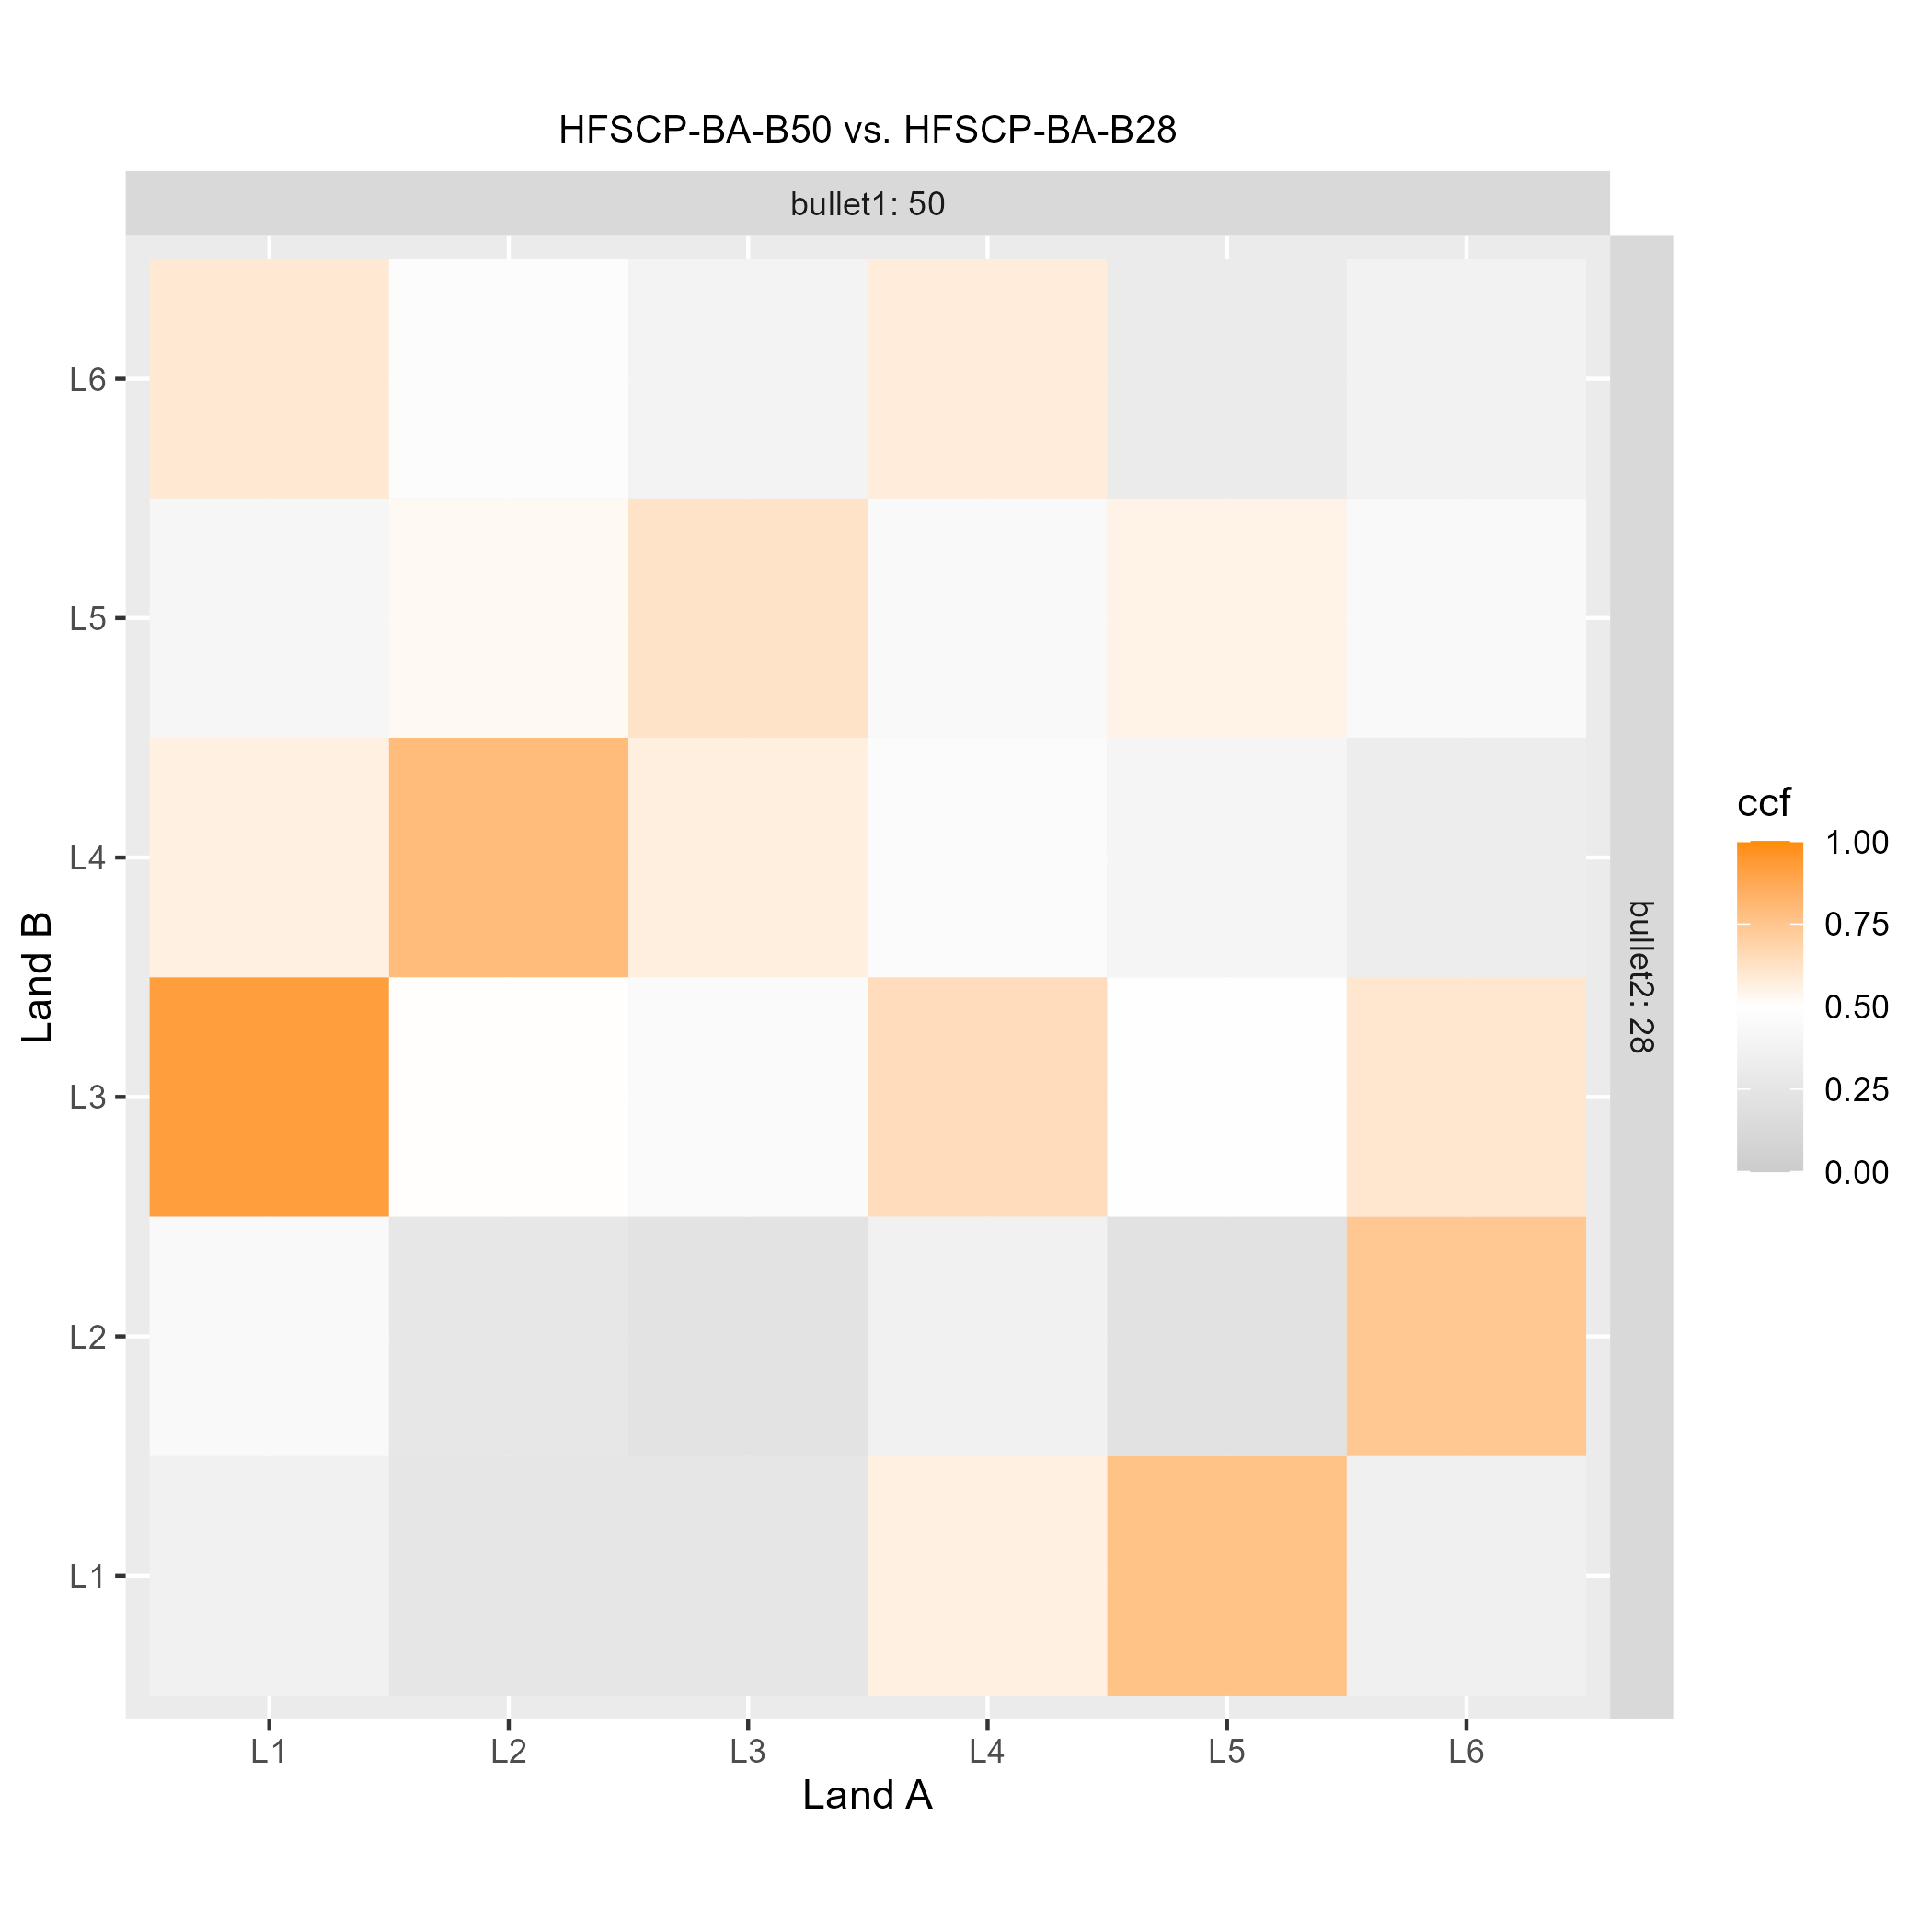 HFSCP-BA-B50 vs. HFSCP-BA-B28
bullet1: 50
L6
L5
L4
L3
L2
L1
Land B
bullet2: 28
L1
L2
L3
L4
L5
L6
Land A
ccf
1.00
0.75
0.50
0.25
0.00